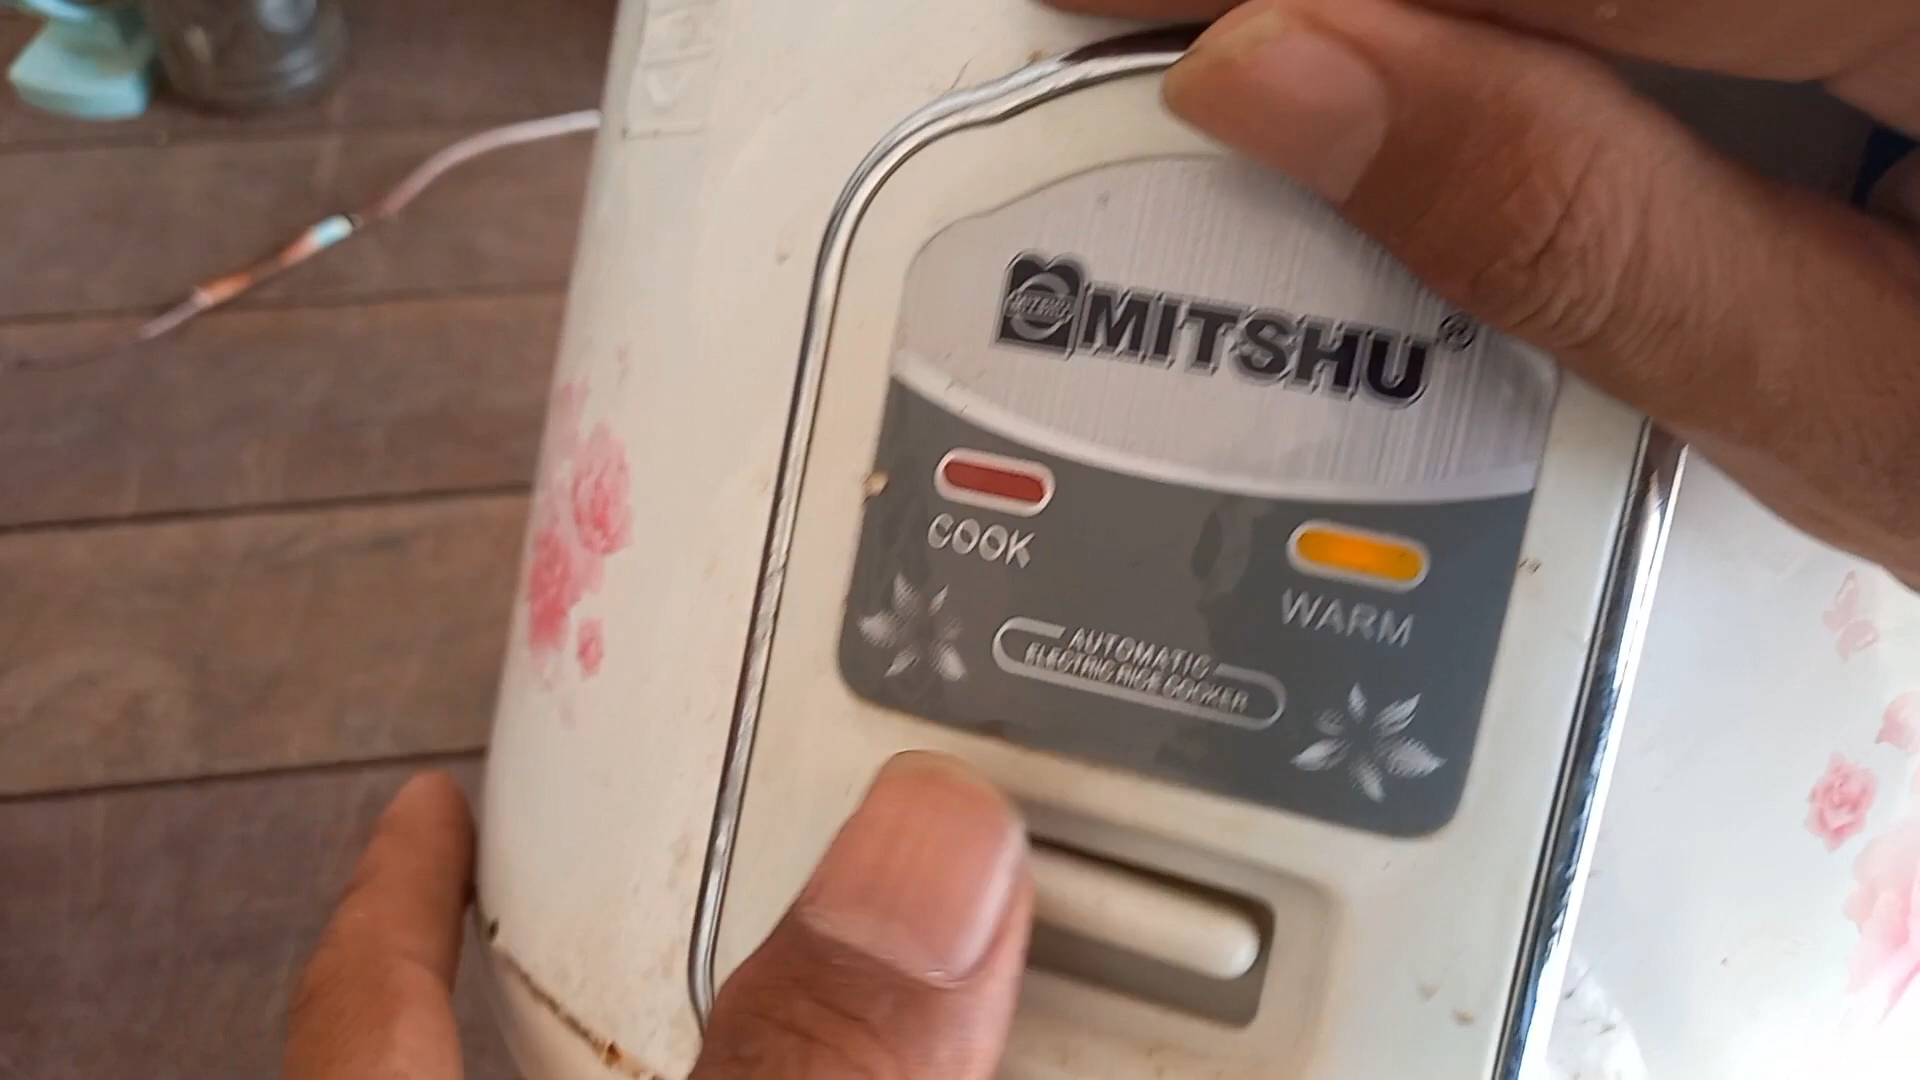 MITSHU®
COOK
WARM
AUTOMATIC
ELECTRIC RICE COOKER